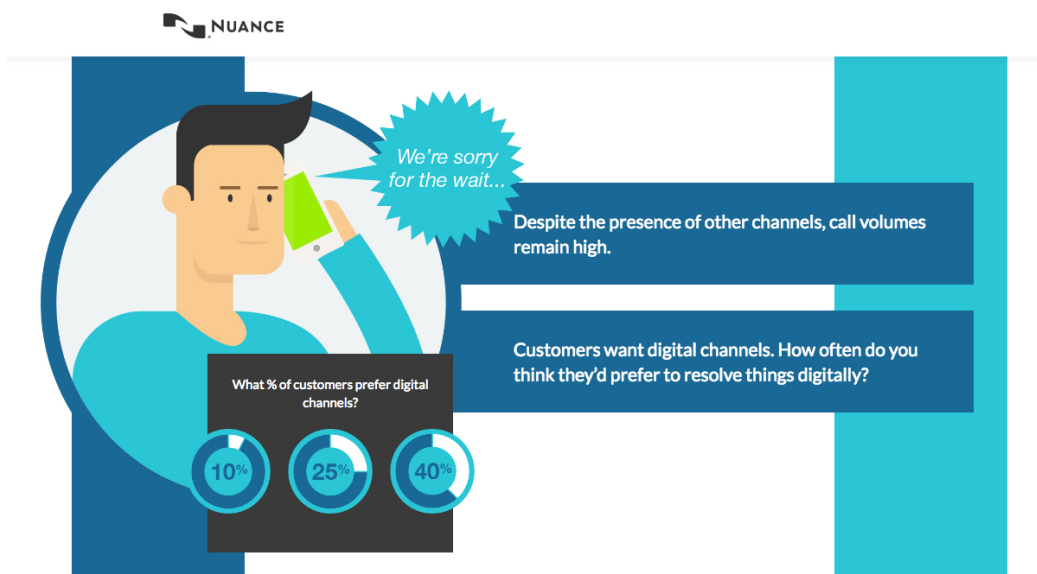 NUANCE
We're sorry
for the wait...
Despite the presence of other channels, call volumes
remain high.
Customers want digital channels. How often do you
think they'd prefer to resolve things digitally?
What % of customers prefer digital
channels?
10%
25%
40%